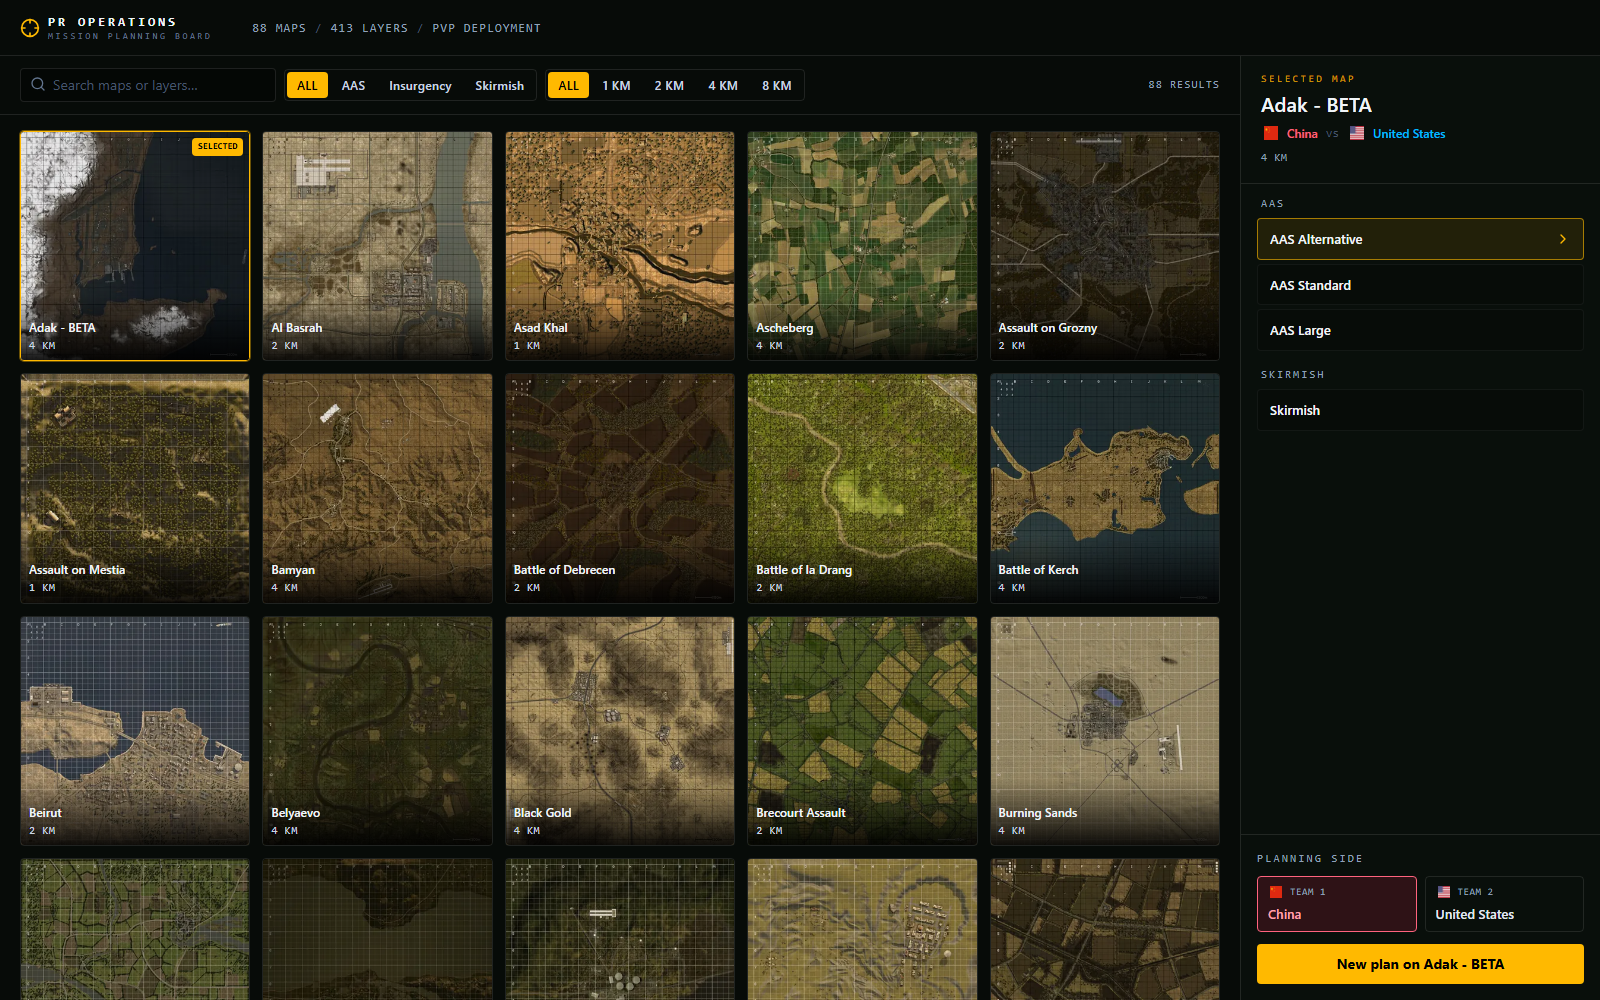 PR OPERATIONS
MISSION PLANNING BOARD
88 MAPS / 413 LAYERS / PVP DEPLOYMENT
Search maps or layers...
ALL AAS Insurgency Skirmish
ALL 1 KM 2 KM 4 KM 8 KM
88 RESULTS
SELECTED
Adak - BETA
4 KM
Al Basrah
2 KM
Asad Khal
1 KM
Ascheberg
4 KM
Assault on Grozny
2 KM
Assault on Mestia
1 KM
Bamyan
4 KM
Battle of Debrecen
2 KM
Battle of Ia Drang
2 KM
Battle of Kerch
4 KM
Beirut
2 KM
Belyaevo
4 KM
Black Gold
4 KM
Brecourt Assault
2 KM
Burning Sands
4 KM
SELECTED MAP
Adak - BETA
China VS United States
4 KM
AAS
AAS Alternative
AAS Standard
AAS Large
SKIRMISH
Skirmish
PLANNING SIDE
TEAM 1
China
TEAM 2
United States
New plan on Adak - BETA